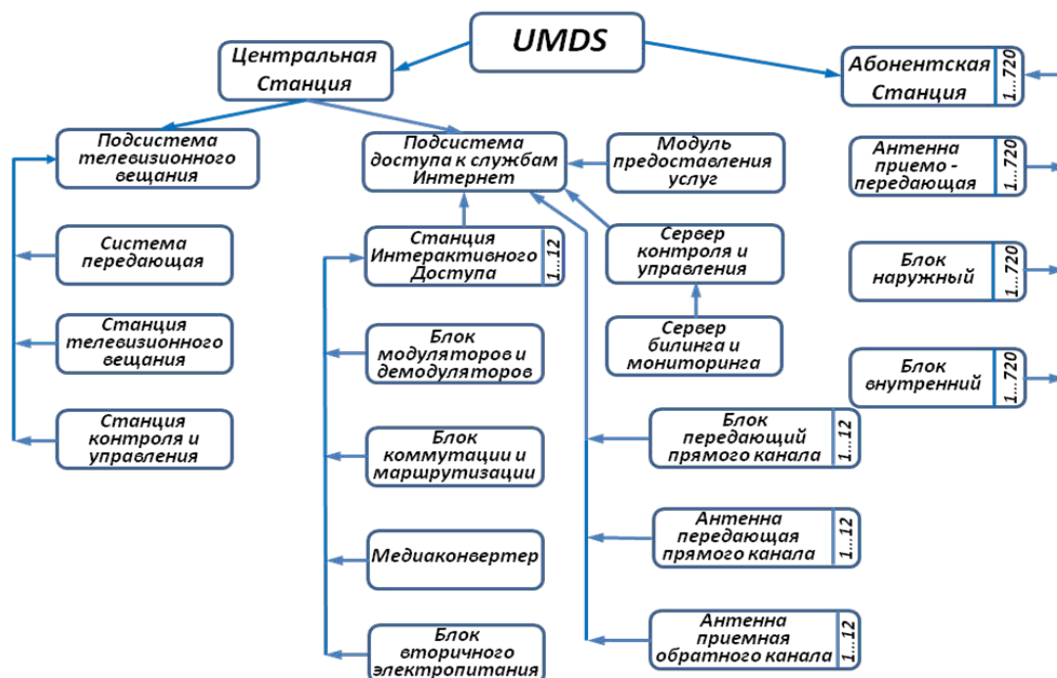 UMDS
Центральная
Станция
Абонентская
Станция
1...720
Подсистема
телевизионного
вещания
Подсистема
доступа к службам
Интернет
Модуль
предоставления
услуг
Антенна
приемо -
передающая
1...720
Система
передающая
Станция
Интерактивного
Доступа
1...12
Сервер
контроля и
управления
Блок
наружный
1...720
Станция
телевизионного
вещания
Блок
модуляторов и
демодуляторов
Сервер
билинга и
мониторинга
Блок
внутренний
1...720
Станция
контроля и
управления
Блок
коммутации и
маршрутизации
Блок
передающий
прямого канала
1...12
Медиаконвертер
Антенна
передающая
прямого канала
1...12
Блок
вторичного
электропитания
Антенна
приемная
обратного канала
1...12